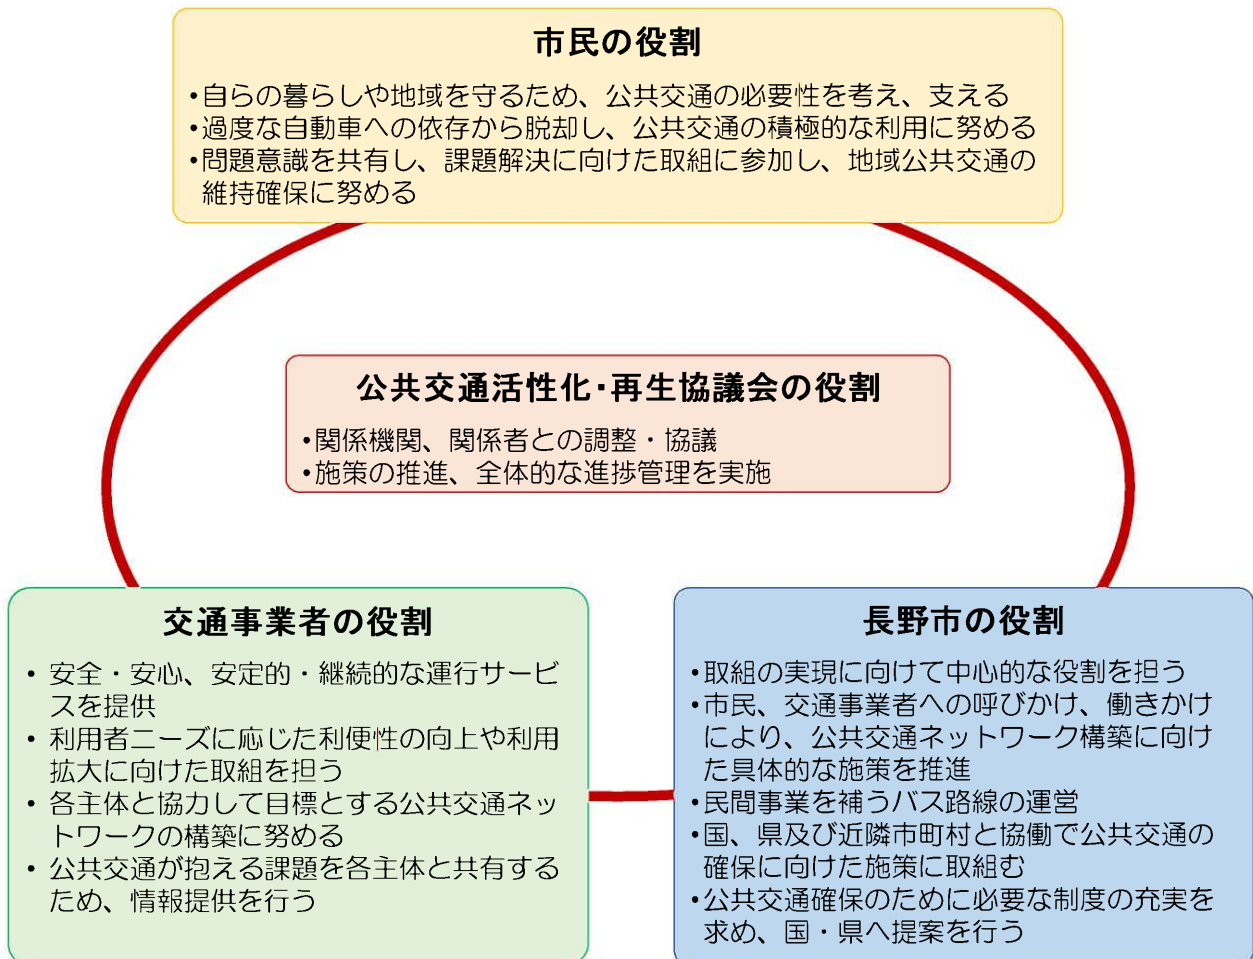 市民の役割
・自らの暮らしや地域を守るため、公共交通の必要性を考え、支える
・過度な自動車への依存から脱却し、公共交通の積極的な利用に努める
・問題意識を共有し、課題解決に向けた取組に参加し、地域公共交通の
維持確保に努める
公共交通活性化・再生協議会の役割
・関係機関、関係者との調整・協議
・施策の推進、全体的な進捗管理を実施
交通事業者の役割
・安全・安心、安定的・継続的な運行サービ
スを提供
・利用者ニーズに応じた利便性の向上や利用
拡大に向けた取組を担う
・各主体と協力して目標とする公共交通ネッ
トワークの構築に努める
・公共交通が抱える課題を各主体と共有する
ため、情報提供を行う
長野市の役割
・取組の実現に向けて中心的な役割を担う
・市民、交通事業者への呼びかけ、働きかけ
により、公共交通ネットワーク構築に向け
た具体的な施策を推進
・民間事業を補うバス路線の運営
・国、県及び近隣市町村と協働で公共交通の
確保に向けた施策に取組む
・公共交通確保のために必要な制度の充実を
求め、国・県へ提案を行う